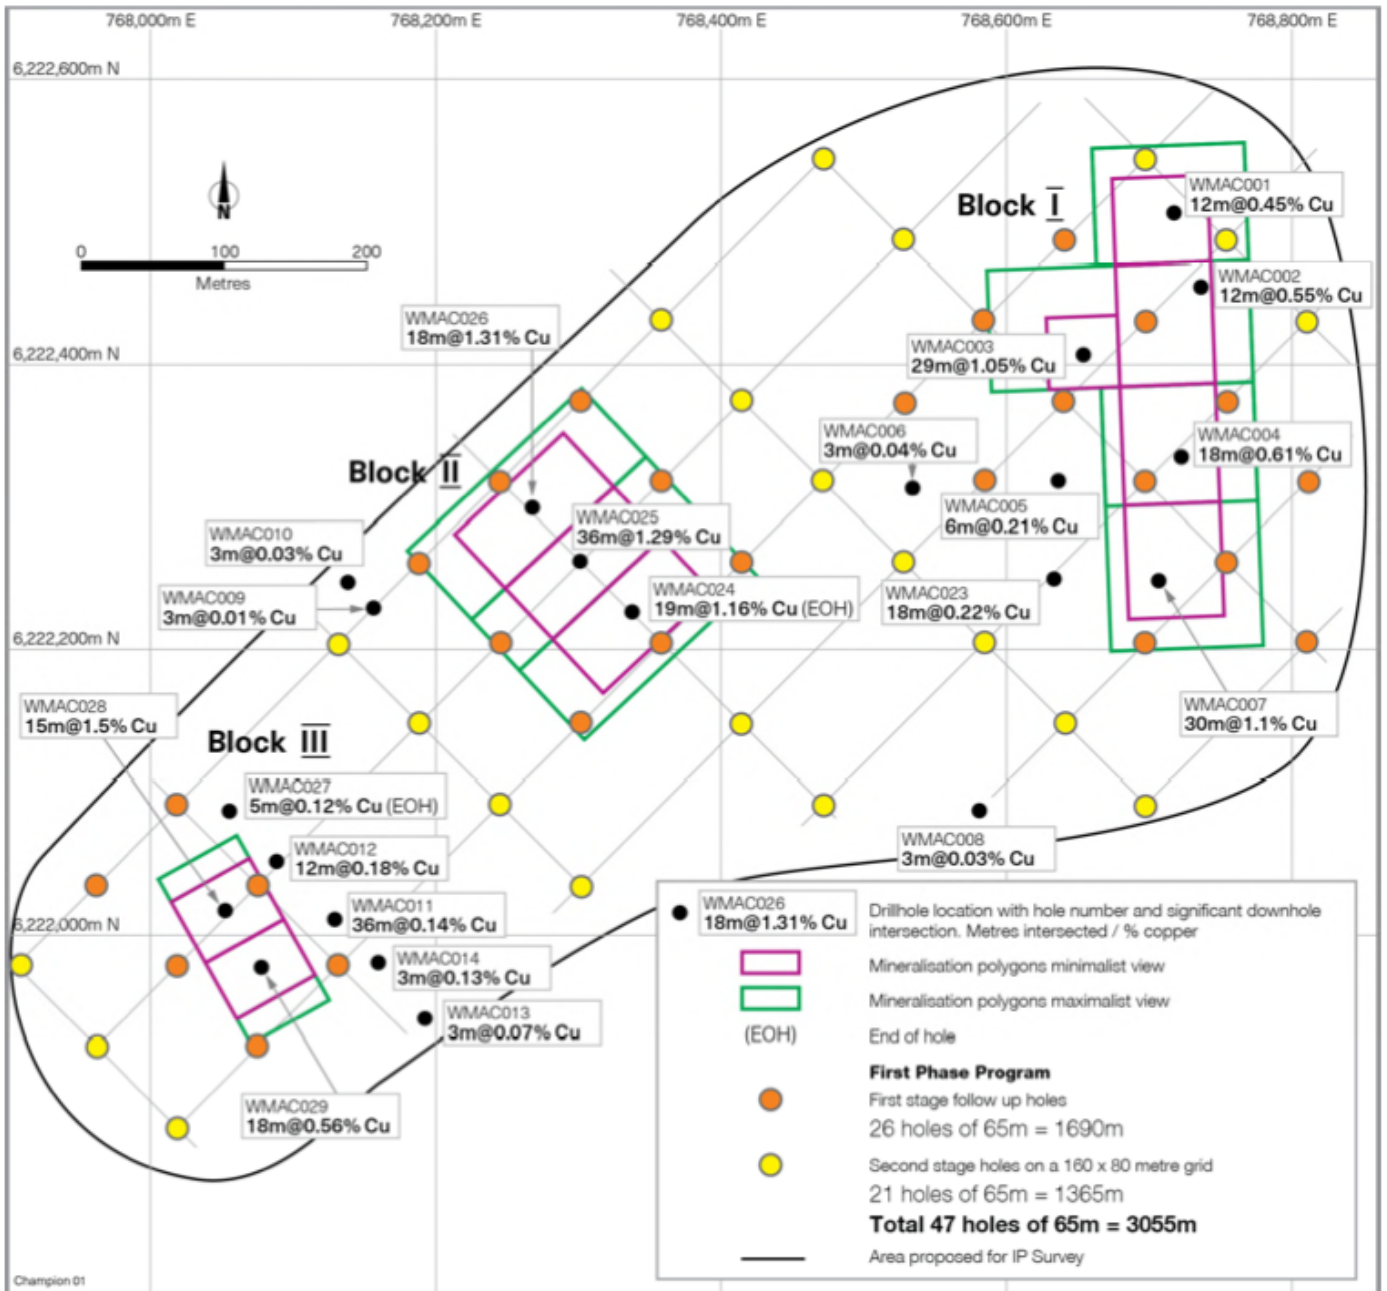 768,000m E
768,200m E
768,400m E
768,600m E
768,800m E
6,222,600m N
N
0
100
200
Metres
Block I
WMAC001
12m@0.45% Cu
WMAC002
12m@0.55% Cu
WMAC026
18m@1.31% Cu
WMAC003
29m@1.05% Cu
6,222,400m N
WMAC006
3m@0.04% Cu
WMAC004
18m@0.61% Cu
Block II
WMAC005
6m@0.21% Cu
WMAC025
36m@1.29% Cu
WMAC010
3m@0.03% Cu
WMAC009
3m@0.01% Cu
WMAC024
19m@1.16% Cu (EOH)
WMAC023
18m@0.22% Cu
6,222,200m N
WMAC028
15m@1.5% Cu
WMAC007
30m@1.1% Cu
Block III
WMAC027
5m@0.12% Cu (EOH)
WMAC012
12m@0.18% Cu
WMAC008
3m@0.03% Cu
WMAC011
36m@0.14% Cu
6,222,000m N
WMAC014
3m@0.13% Cu
WMAC013
3m@0.07% Cu
WMAC029
18m@0.56% Cu
WMAC026
18m@1.31% Cu
Drillhole location with hole number and significant downhole
intersection. Metres intersected / % copper
Mineralisation polygons minimalist view
Mineralisation polygons maximalist view
(EOH)
End of hole
First Phase Program
First stage follow up holes
26 holes of 65m = 1690m
Second stage holes on a 160 x 80 metre grid
21 holes of 65m = 1365m
Total 47 holes of 65m = 3055m
Area proposed for IP Survey
Champion 01